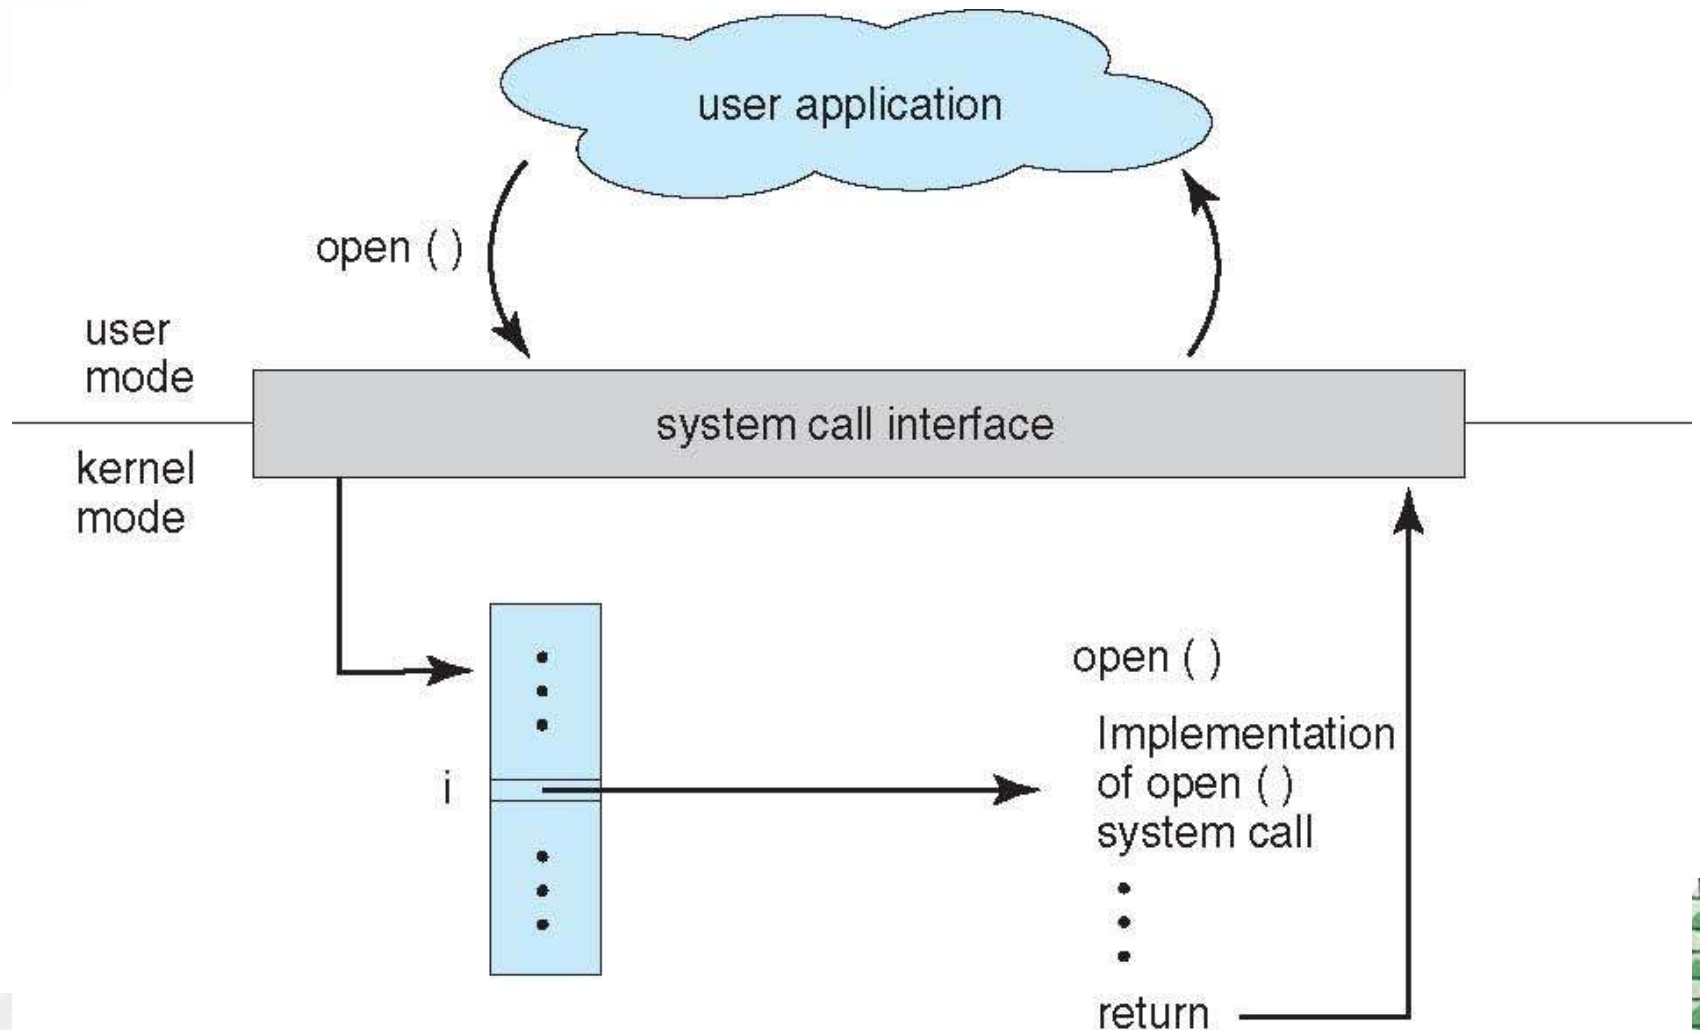 user application
open ( )
user
mode
system call interface
kernel
mode
open ( )
Implementation
of open ( )
system call
i
return